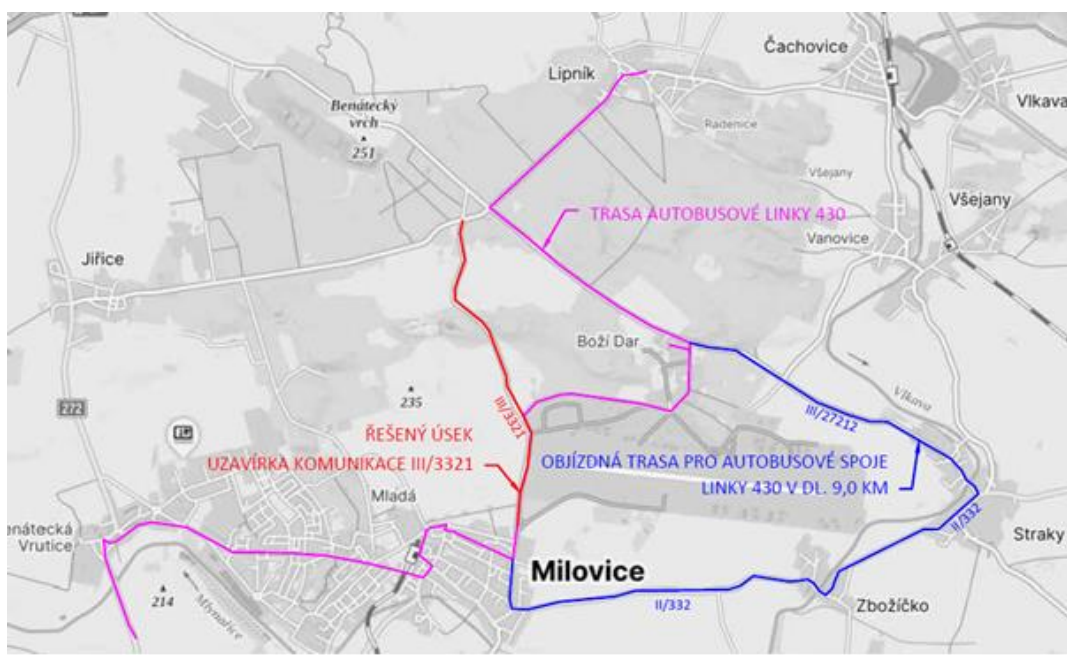 Čachovice
Lipník
Vlkava
Benátecký
vrch
251
Radenice
Všejany
Všejany
TRASA AUTOBUSOVÉ LINKY 430
Vanovice
Jiřice
Boží Dar
Vlkava
272
235
III/3321
III/27212
ŘEŠENÝ ÚSEK
UZAVÍRKA KOMUNIKACE III/3321
OBJÍZDNÁ TRASA PRO AUTOBUSOVÉ SPOJE
LINKY 430 V DL. 9,0 KM
Mladá
enátecká
Vrutice
II/332
Straky
Milovice
214
Mlynařice
II/332
Zbožíčko